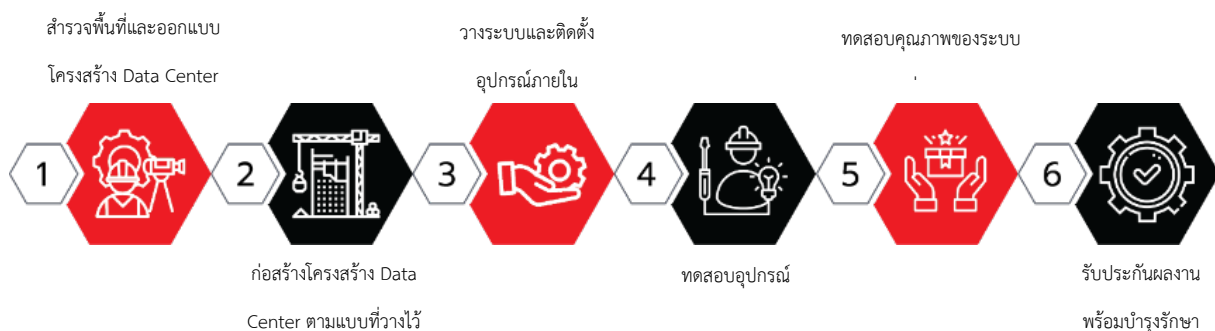 สำรวจพื้นที่และออกแบบ
โครงสร้าง Data Center
1
2
ก่อสร้างโครงสร้าง Data
Center ตามแบบที่วางไว้
วางระบบและติดตั้ง
อุปกรณ์ภายใน
3
4
ทดสอบอุปกรณ์
ทดสอบคุณภาพของระบบ
5
6
รับประกันผลงาน
พร้อมบำรุงรักษา